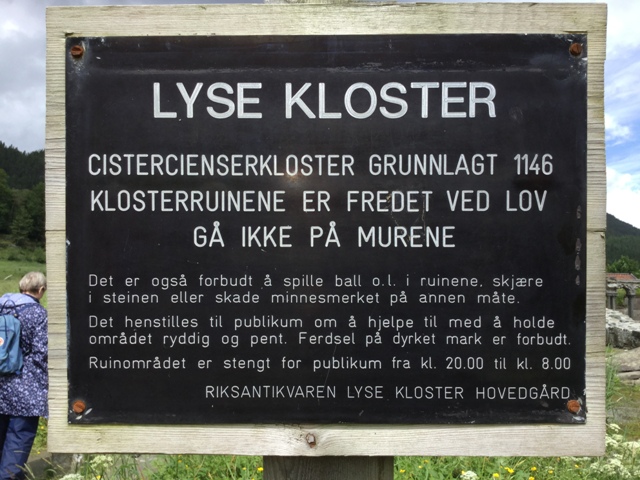 LYSE KLOSTER
CISTERCIENSERKLOSTER GRUNNLAGT 1146
KLOSTERRUINENE ER FREDET VED LOV
GÅ IKKE PÅ MURENE
Det er også forbudt å spille ball o.l. i ruinene, skjære
i steinen eller skade minnesmerket på annen måte.
Det henstilles til publikum om å hjelpe til med å holde
området ryddig og pent. Ferdsel på dyrket mark er forbudt.
Ruinområdet er stengt for publikum fra kl. 20.00 til kl. 8.00
RIKSANTIKVAREN LYSE KLOSTER HOVEDGÅRD